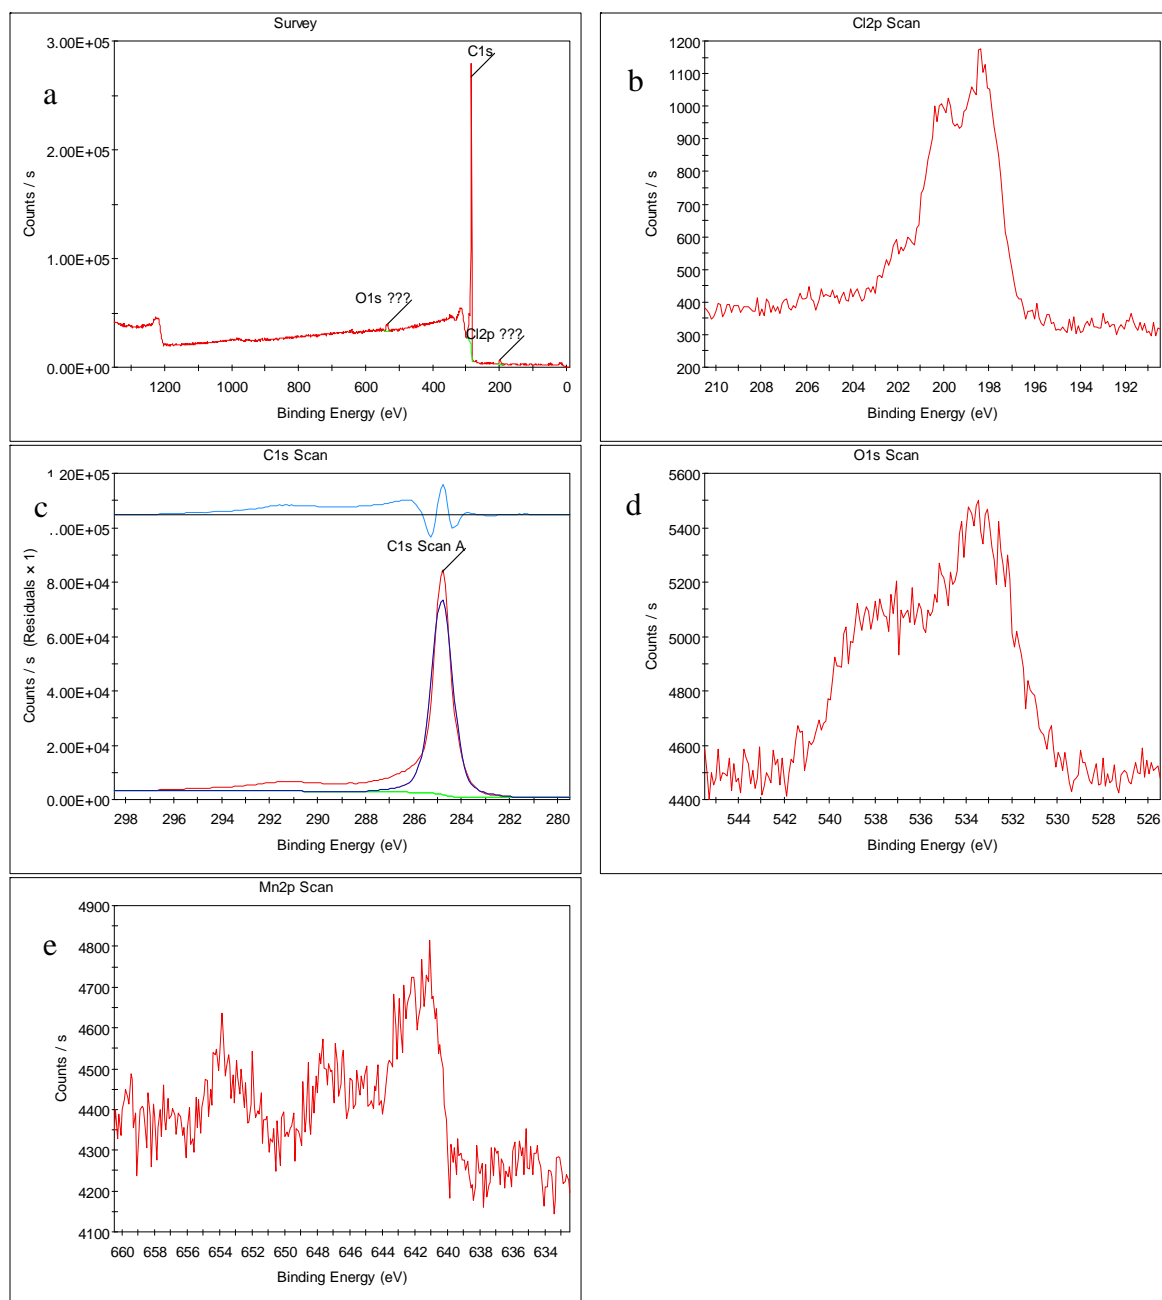 Survey
a
3.00E+05
2.00E+05
1.00E+05
0.00E+00
C1s
O1s ???
Cl2p ???
1200 1000 800 600 400 200 0
Counts / s
Binding Energy (eV)
Cl2p Scan
b
1200
1100
1000
900
800
700
600
500
400
300
200
210 208 206 204 202 200 198 196 194 192
Counts / s
Binding Energy (eV)
C1s Scan
c
20E+05
.00E+05
8.00E+04
6.00E+04
4.00E+04
2.00E+04
0.00E+00
C1s Scan A
298 296 294 292 290 288 286 284 282 280
Counts / s (Residuals × 1)
Binding Energy (eV)
O1s Scan
d
5600
5400
5200
5000
4800
4600
4400
544 542 540 538 536 534 532 530 528 526
Counts / s
Binding Energy (eV)
Mn2p Scan
e
4900
4800
4700
4600
4500
4400
4300
4200
4100
660 658 656 654 652 650 648 646 644 642 640 638 636 634
Counts / s
Binding Energy (eV)